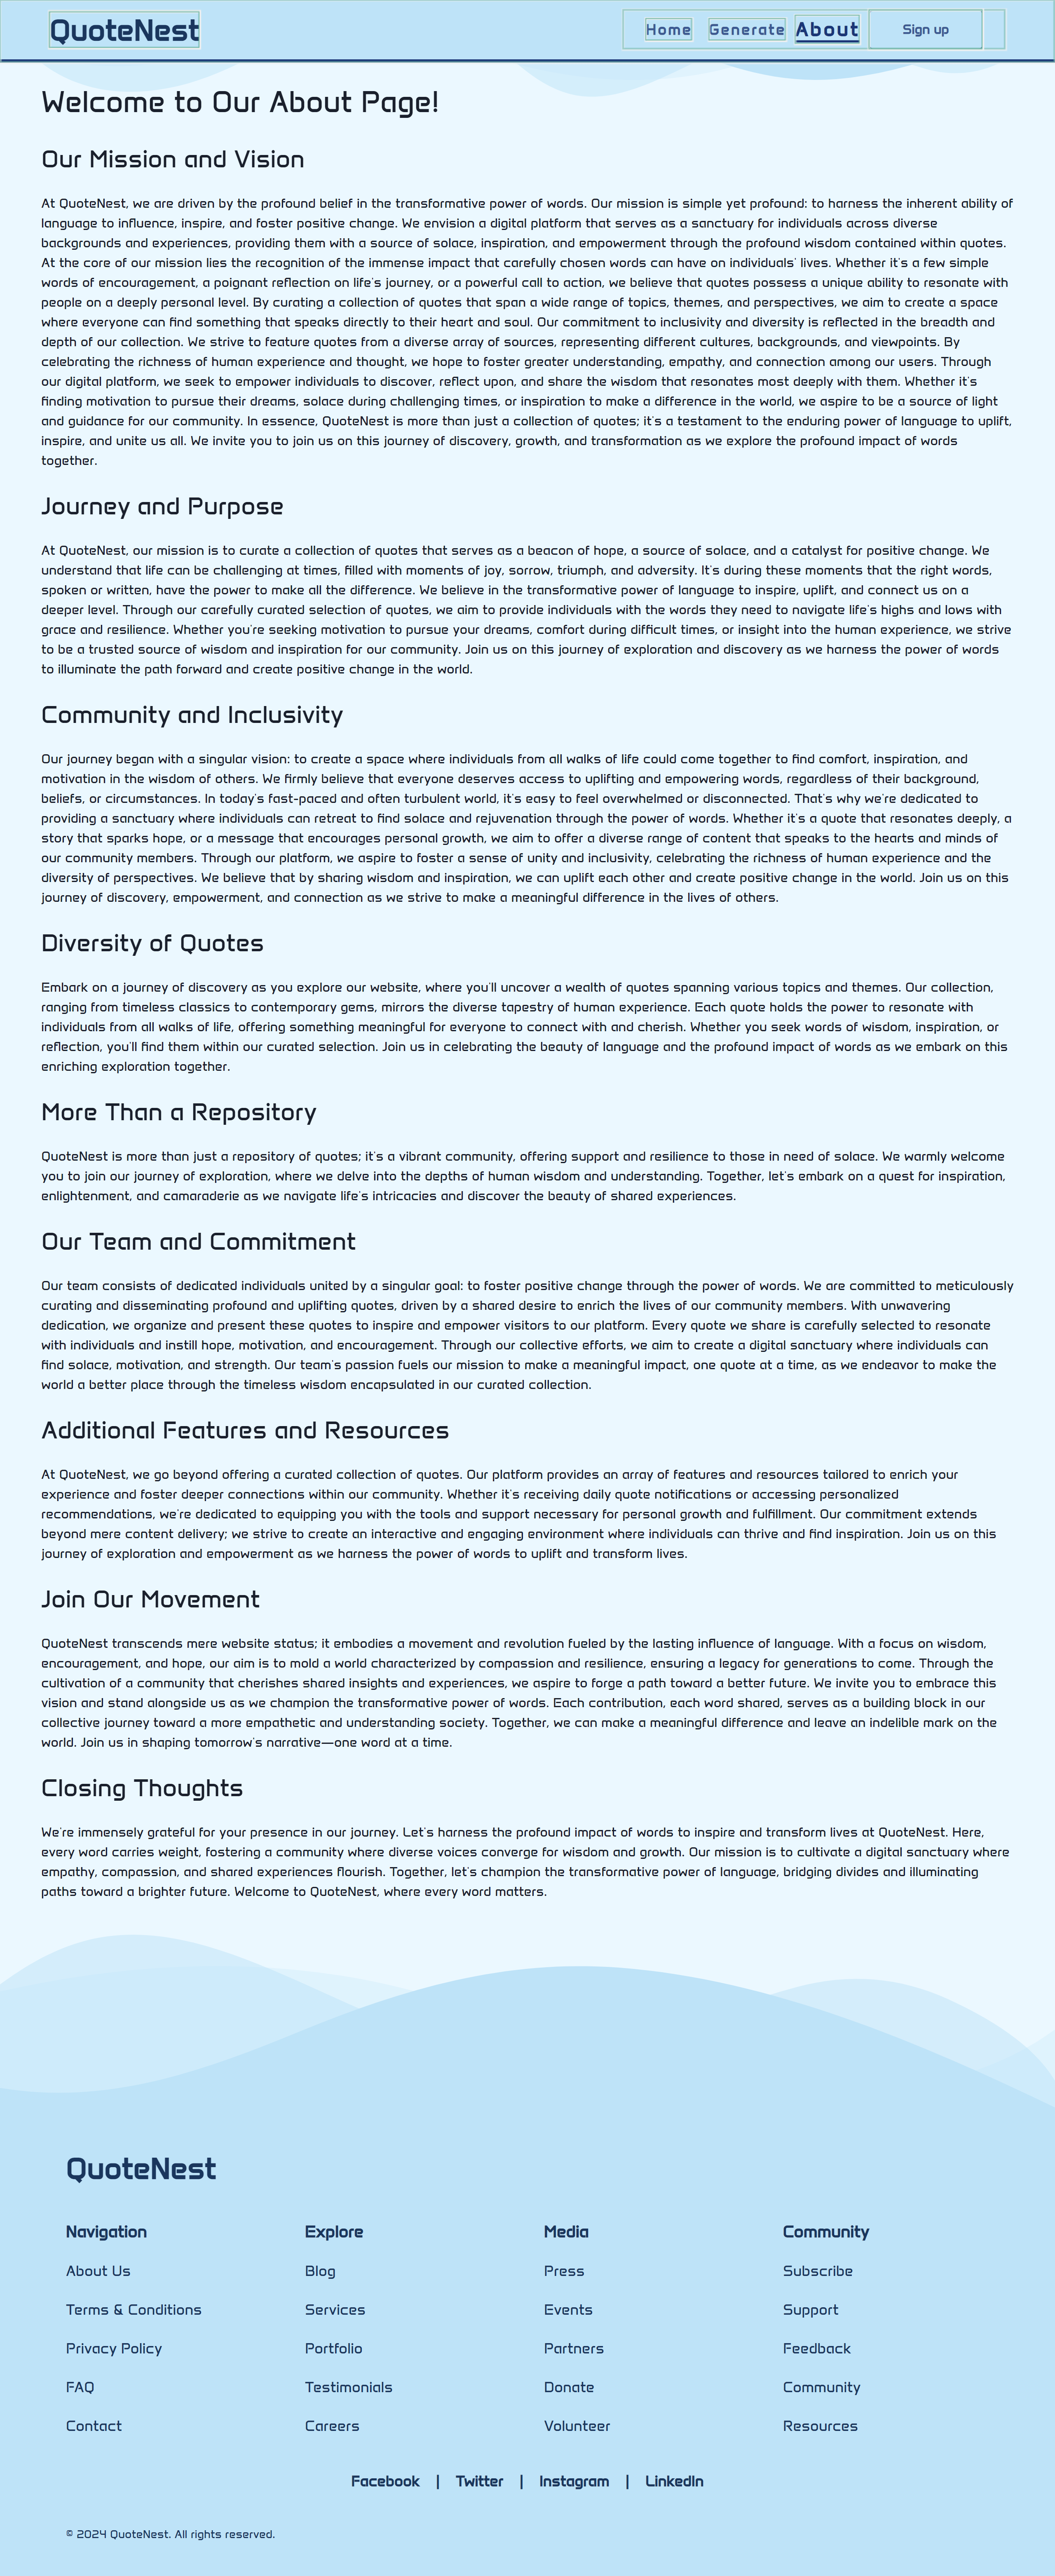 QuoteNest
Home Generate About Sign up
Welcome to Our About Page!
Our Mission and Vision
At QuoteNest, we are driven by the profound belief in the transformative power of words. Our mission is simple yet profound: to harness the inherent ability of
language to influence, inspire, and foster positive change. We envision a digital platform that serves as a sanctuary for individuals across diverse
backgrounds and experiences, providing them with a source of solace, inspiration, and empowerment through the profound wisdom contained within quotes.
At the core of our mission lies the recognition of the immense impact that carefully chosen words can have on individuals' lives. Whether it's a few simple
words of encouragement, a poignant reflection on life's journey, or a powerful call to action, we believe that quotes possess a unique ability to resonate with
people on a deeply personal level. By curating a collection of quotes that span a wide range of topics, themes, and perspectives, we aim to create a space
where everyone can find something that speaks directly to their heart and soul. Our commitment to inclusivity and diversity is reflected in the breadth and
depth of our collection. We strive to feature quotes from a diverse array of sources, representing different cultures, backgrounds, and viewpoints. By
celebrating the richness of human experience and thought, we hope to foster greater understanding, empathy, and connection among our users. Through
our digital platform, we seek to empower individuals to discover, reflect upon, and share the wisdom that resonates most deeply with them. Whether it's
finding motivation to pursue their dreams, solace during challenging times, or inspiration to make a difference in the world, we aspire to be a source of light
and guidance for our community. In essence, QuoteNest is more than just a collection of quotes; it's a testament to the enduring power of language to uplift,
inspire, and unite us all. We invite you to join us on this journey of discovery, growth, and transformation as we explore the profound impact of words
together.
Journey and Purpose
At QuoteNest, our mission is to curate a collection of quotes that serves as a beacon of hope, a source of solace, and a catalyst for positive change. We
understand that life can be challenging at times, filled with moments of joy, sorrow, triumph, and adversity. It's during these moments that the right words,
spoken or written, have the power to make all the difference. We believe in the transformative power of language to inspire, uplift, and connect us on a
deeper level. Through our carefully curated selection of quotes, we aim to provide individuals with the words they need to navigate life's highs and lows with
grace and resilience. Whether you're seeking motivation to pursue your dreams, comfort during difficult times, or insight into the human experience, we strive
to be a trusted source of wisdom and inspiration for our community. Join us on this journey of exploration and discovery as we harness the power of words
to illuminate the path forward and create positive change in the world.
Community and Inclusivity
Our journey began with a singular vision: to create a space where individuals from all walks of life could come together to find comfort, inspiration, and
motivation in the wisdom of others. We firmly believe that everyone deserves access to uplifting and empowering words, regardless of their background,
beliefs, or circumstances. In today's fast-paced and often turbulent world, it's easy to feel overwhelmed or disconnected. That's why we're dedicated to
providing a sanctuary where individuals can retreat to find solace and rejuvenation through the power of words. Whether it's a quote that resonates deeply, a
story that sparks hope, or a message that encourages personal growth, we aim to offer a diverse range of content that speaks to the hearts and minds of
our community members. Through our platform, we aspire to foster a sense of unity and inclusivity, celebrating the richness of human experience and the
diversity of perspectives. We believe that by sharing wisdom and inspiration, we can uplift each other and create positive change in the world. Join us on this
journey of discovery, empowerment, and connection as we strive to make a meaningful difference in the lives of others.
Diversity of Quotes
Embark on a journey of discovery as you explore our website, where you'll uncover a wealth of quotes spanning various topics and themes. Our collection,
ranging from timeless classics to contemporary gems, mirrors the diverse tapestry of human experience. Each quote holds the power to resonate with
individuals from all walks of life, offering something meaningful for everyone to connect with and cherish. Whether you seek words of wisdom, inspiration, or
reflection, you'll find them within our curated selection. Join us in celebrating the beauty of language and the profound impact of words as we embark on this
enriching exploration together.
More Than a Repository
QuoteNest is more than just a repository of quotes; it's a vibrant community, offering support and resilience to those in need of solace. We warmly welcome
you to join our journey of exploration, where we delve into the depths of human wisdom and understanding. Together, let's embark on a quest for inspiration,
enlightenment, and camaraderie as we navigate life's intricacies and discover the beauty of shared experiences.
Our Team and Commitment
Our team consists of dedicated individuals united by a singular goal: to foster positive change through the power of words. We are committed to meticulously
curating and disseminating profound and uplifting quotes, driven by a shared desire to enrich the lives of our community members. With unwavering
dedication, we organize and present these quotes to inspire and empower visitors to our platform. Every quote we share is carefully selected to resonate
with individuals and instill hope, motivation, and encouragement. Through our collective efforts, we aim to create a digital sanctuary where individuals can
find solace, motivation, and strength. Our team's passion fuels our mission to make a meaningful impact, one quote at a time, as we endeavor to make the
world a better place through the timeless wisdom encapsulated in our curated collection.
Additional Features and Resources
At QuoteNest, we go beyond offering a curated collection of quotes. Our platform provides an array of features and resources tailored to enrich your
experience and foster deeper connections within our community. Whether it's receiving daily quote notifications or accessing personalized
recommendations, we're dedicated to equipping you with the tools and support necessary for personal growth and fulfillment. Our commitment extends
beyond mere content delivery; we strive to create an interactive and engaging environment where individuals can thrive and find inspiration. Join us on this
journey of exploration and empowerment as we harness the power of words to uplift and transform lives.
Join Our Movement
QuoteNest transcends mere website status; it embodies a movement and revolution fueled by the lasting influence of language. With a focus on wisdom,
encouragement, and hope, our aim is to mold a world characterized by compassion and resilience, ensuring a legacy for generations to come. Through the
cultivation of a community that cherishes shared insights and experiences, we aspire to forge a path toward a better future. We invite you to embrace this
vision and stand alongside us as we champion the transformative power of words. Each contribution, each word shared, serves as a building block in our
collective journey toward a more empathetic and understanding society. Together, we can make a meaningful difference and leave an indelible mark on the
world. Join us in shaping tomorrow's narrative—one word at a time.
Closing Thoughts
We're immensely grateful for your presence in our journey. Let's harness the profound impact of words to inspire and transform lives at QuoteNest. Here,
every word carries weight, fostering a community where diverse voices converge for wisdom and growth. Our mission is to cultivate a digital sanctuary where
empathy, compassion, and shared experiences flourish. Together, let's champion the transformative power of language, bridging divides and illuminating
paths toward a brighter future. Welcome to QuoteNest, where every word matters.
QuoteNest
Navigation Explore Media Community
About Us Blog Press Subscribe
Terms & Conditions Services Events Support
Privacy Policy Portfolio Partners Feedback
FAQ Testimonials Donate Community
Contact Careers Volunteer Resources
Facebook | Twitter | Instagram | LinkedIn
© 2024 QuoteNest. All rights reserved.